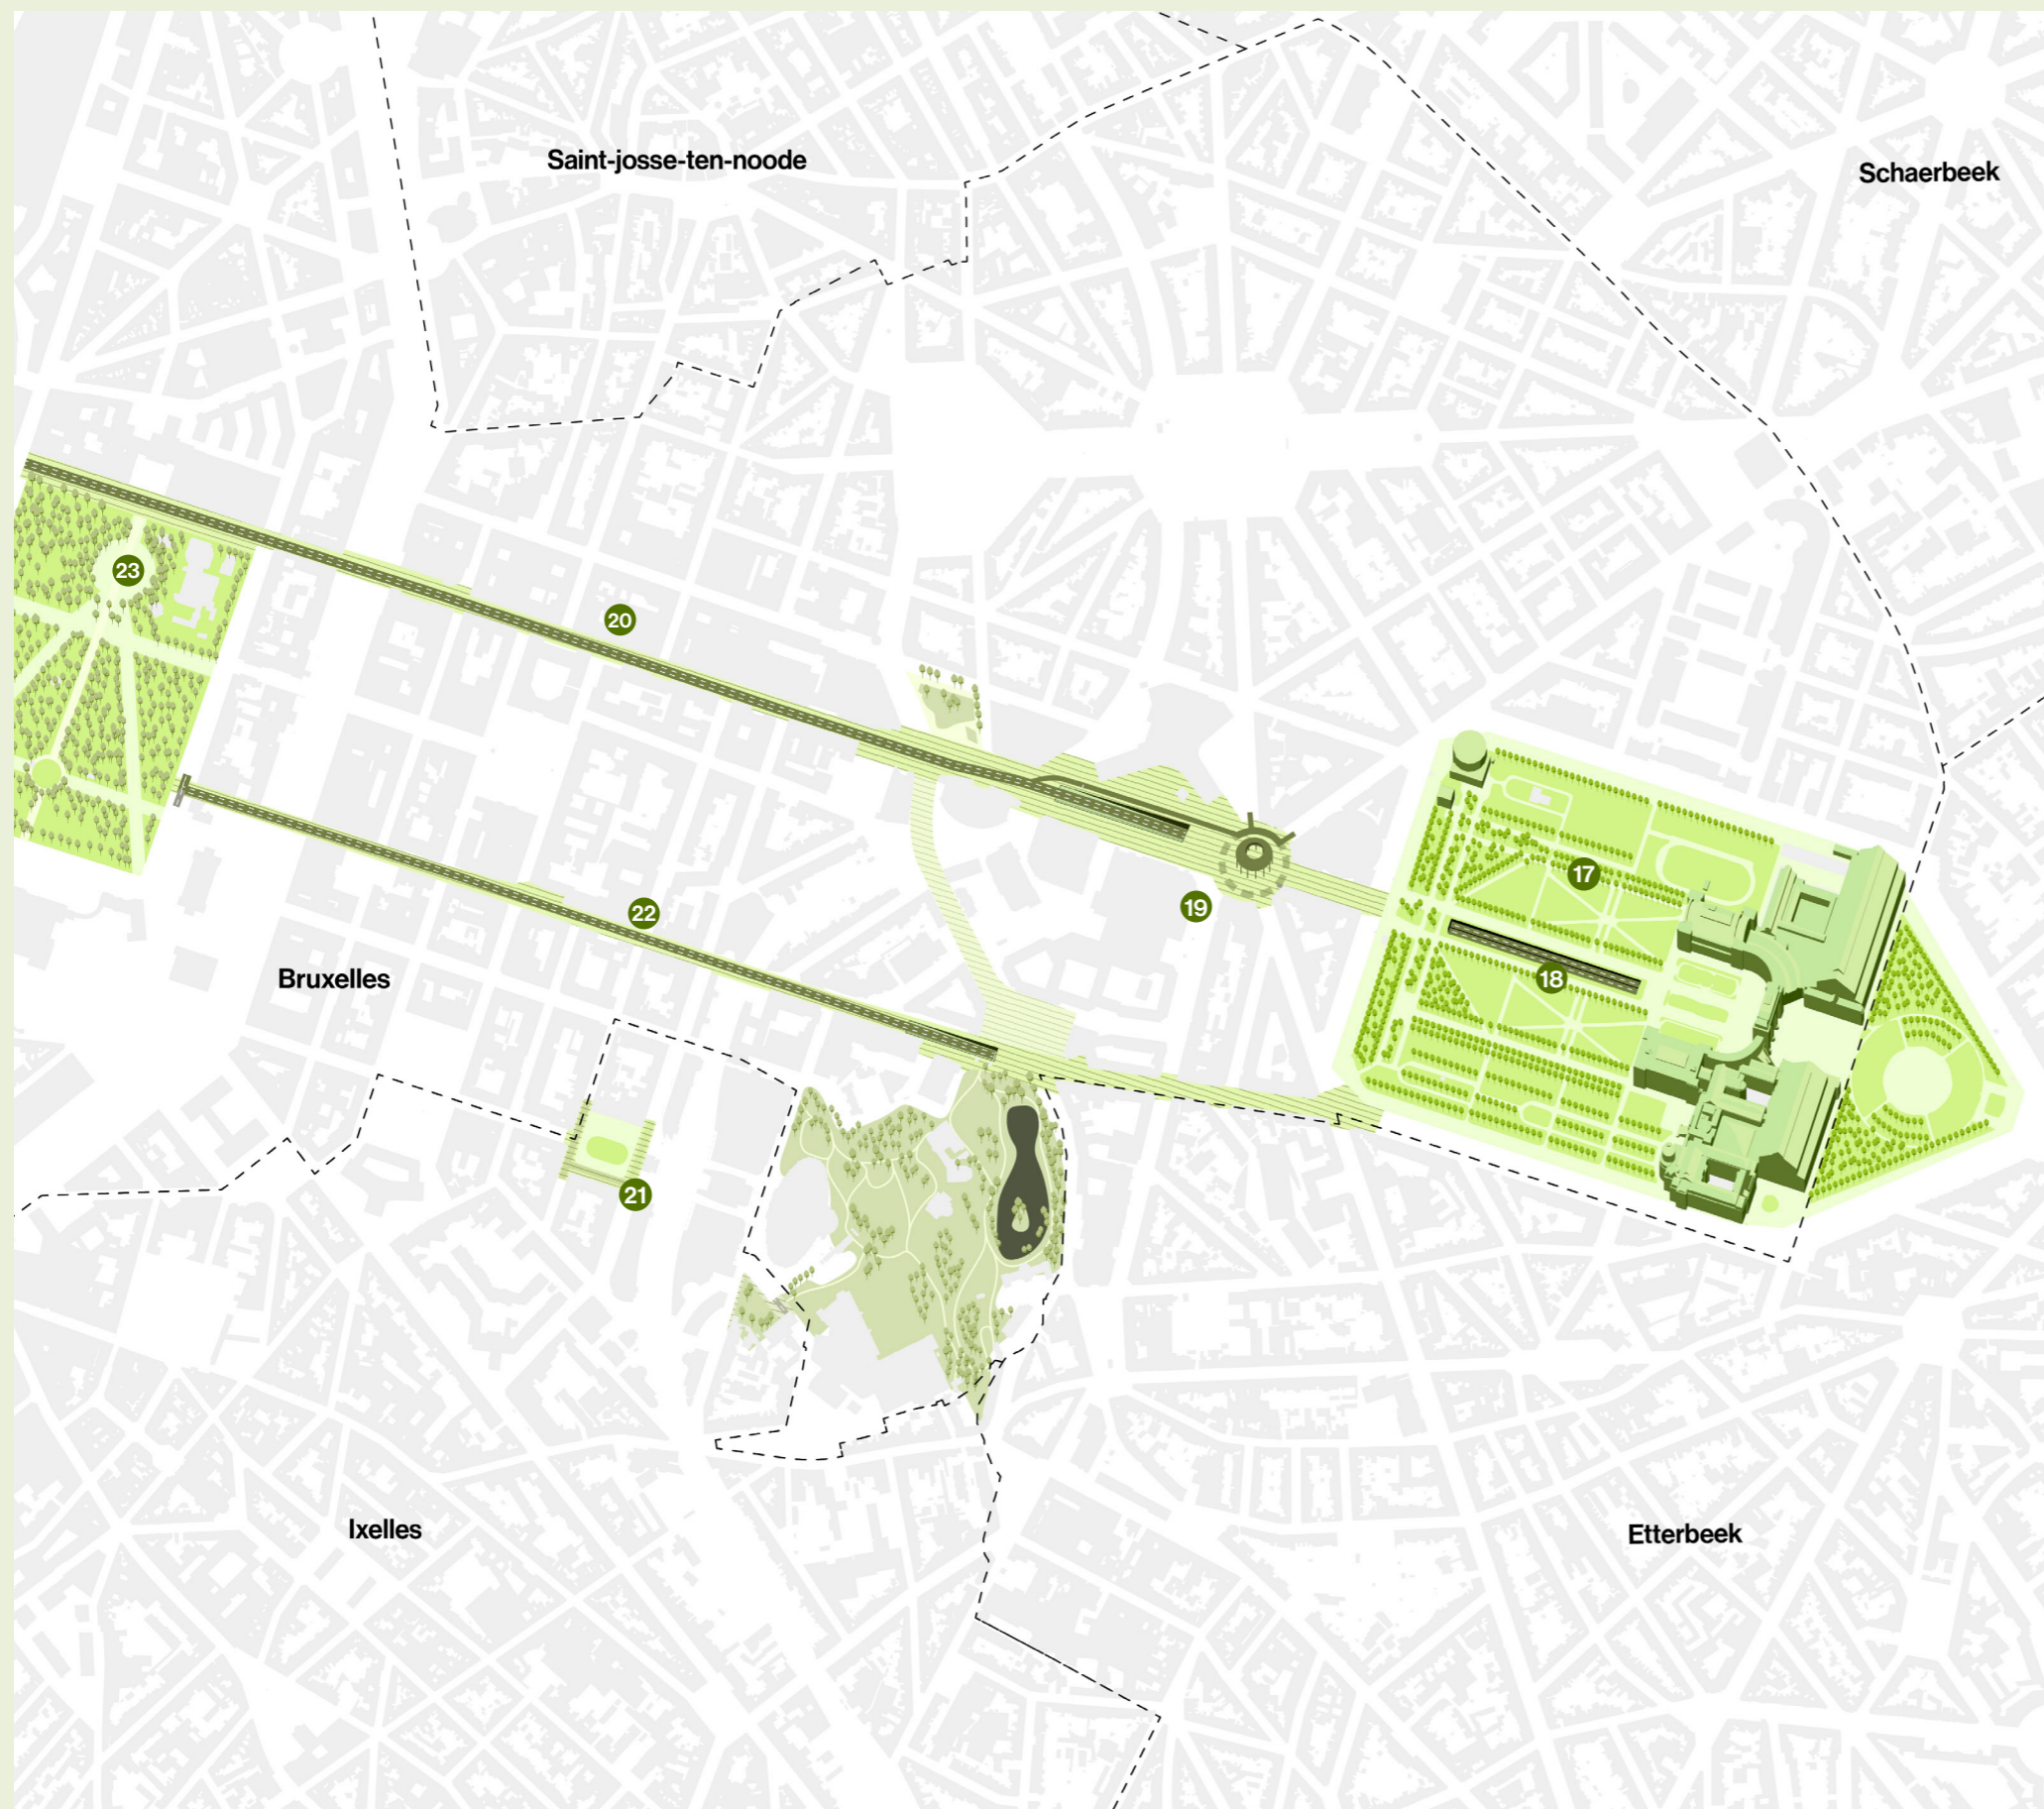 Saint-josse-ten-noode
Schaerbeek
23
20
17
19
22
18
Bruxelles
21
Ixelles
Etterbeek